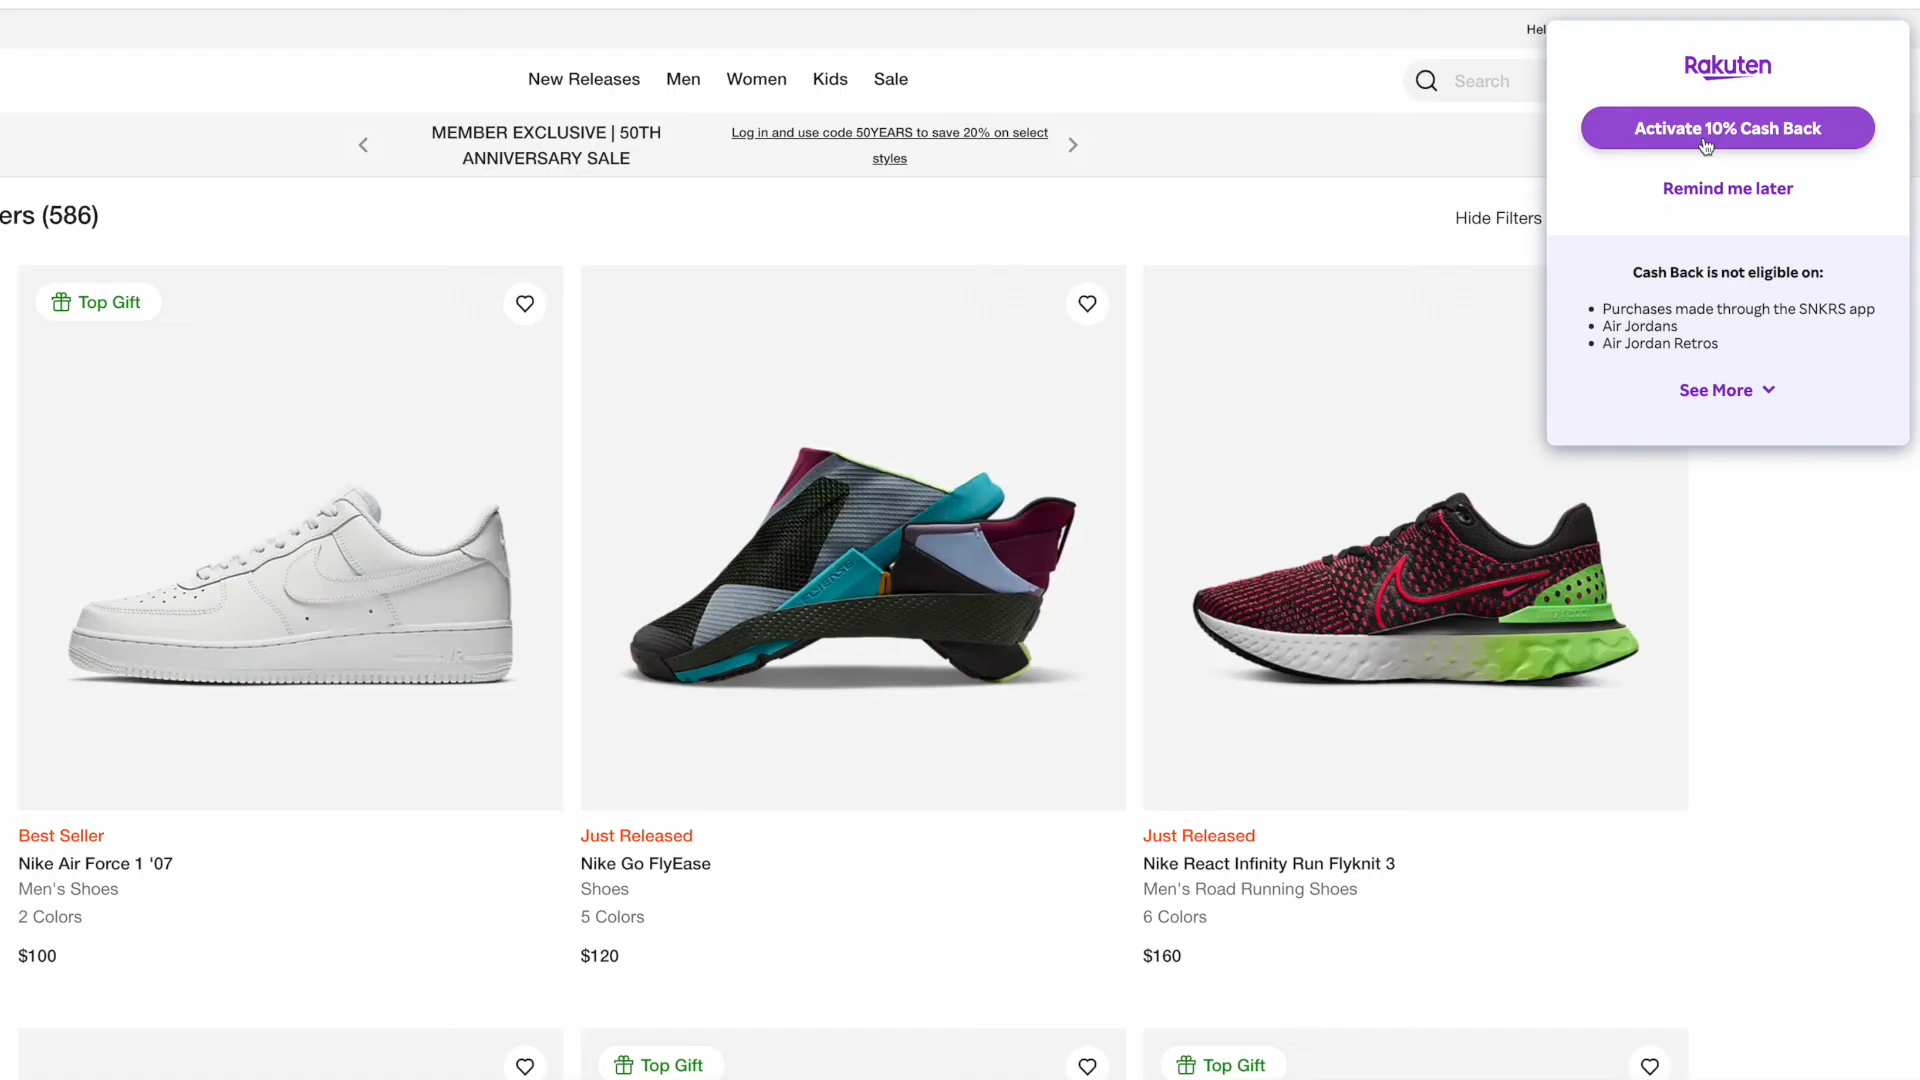 Hel
New Releases
Men
Women
Kids
Sale
Search
MEMBER EXCLUSIVE | 50TH
ANNIVERSARY SALE
Log in and use code 50YEARS to save 20% on select
styles
ers (586)
Hide Filters
Rakuten
Activate 10% Cash Back
Remind me later
Cash Back is not eligible on:
• Purchases made through the SNKRS app
• Air Jordans
• Air Jordan Retros
See More
Top Gift
FLYEASE
Best Seller
Nike Air Force 1 '07
Men's Shoes
2 Colors
$100
Just Released
Nike Go FlyEase
Shoes
5 Colors
$120
Just Released
Nike React Infinity Run Flyknit 3
Men's Road Running Shoes
6 Colors
$160
Top Gift
Top Gift